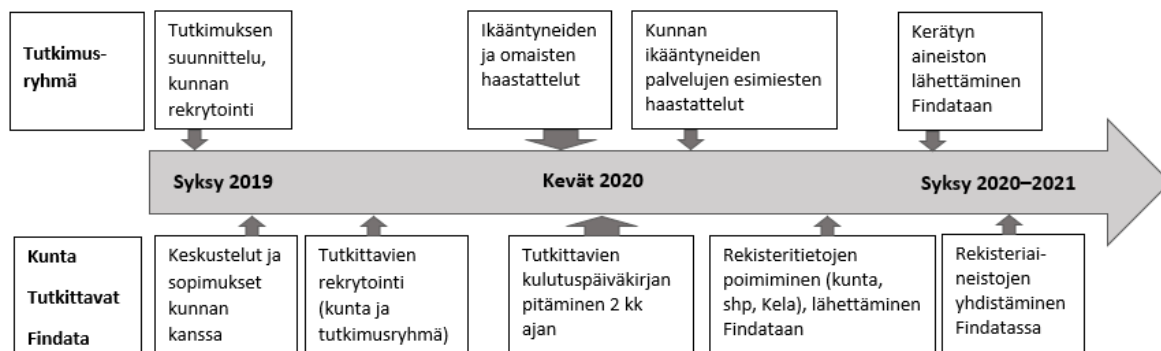 Tutkimus-
ryhmä
Tutkimuksen
suunnittelu,
kunnan
rekrytointi
Ikääntyneiden
ja omaisten
haastattelut
Kunnan
ikääntyneiden
palvelujen esimiesten
haastattelut
Kerätyn
aineiston
lähettäminen
Findataan
Syksy 2019
Kevät 2020
Syksy 2020–2021
Kunta
Tutkittavat
Findata
Keskustelut ja
sopimukset
kunnan
kanssa
Tutkittavien
rekrytointi
(kunta ja
tutkimusryhmä)
Tutkittavien
kulutuspäiväkirjan
pitäminen 2 kk
ajan
Rekisteritietojen
poimiminen (kunta,
shp, Kela), lähettäminen
Findataan
Rekisteriai-
neistojen
yhdistäminen
Findatassa